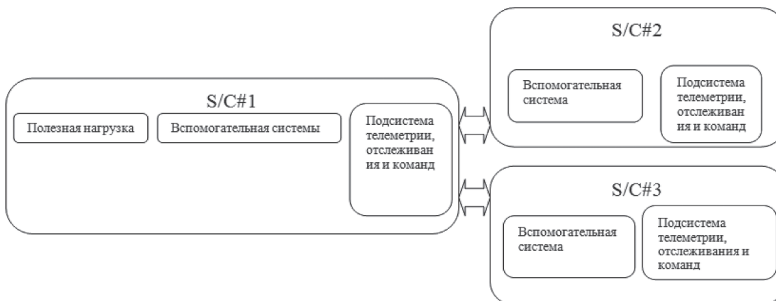 S/C#1
Полезная нагрузка
Вспомогательная системы
Подсистема
телеметрии,
отслеживан
ия и команд
S/C#2
Вспомогательная
система
Подсистема
телеметрии,
отслеживан
ия и команд
S/C#3
Вспомогательная
система
Подсистема
телеметрии,
отслеживания и
команд